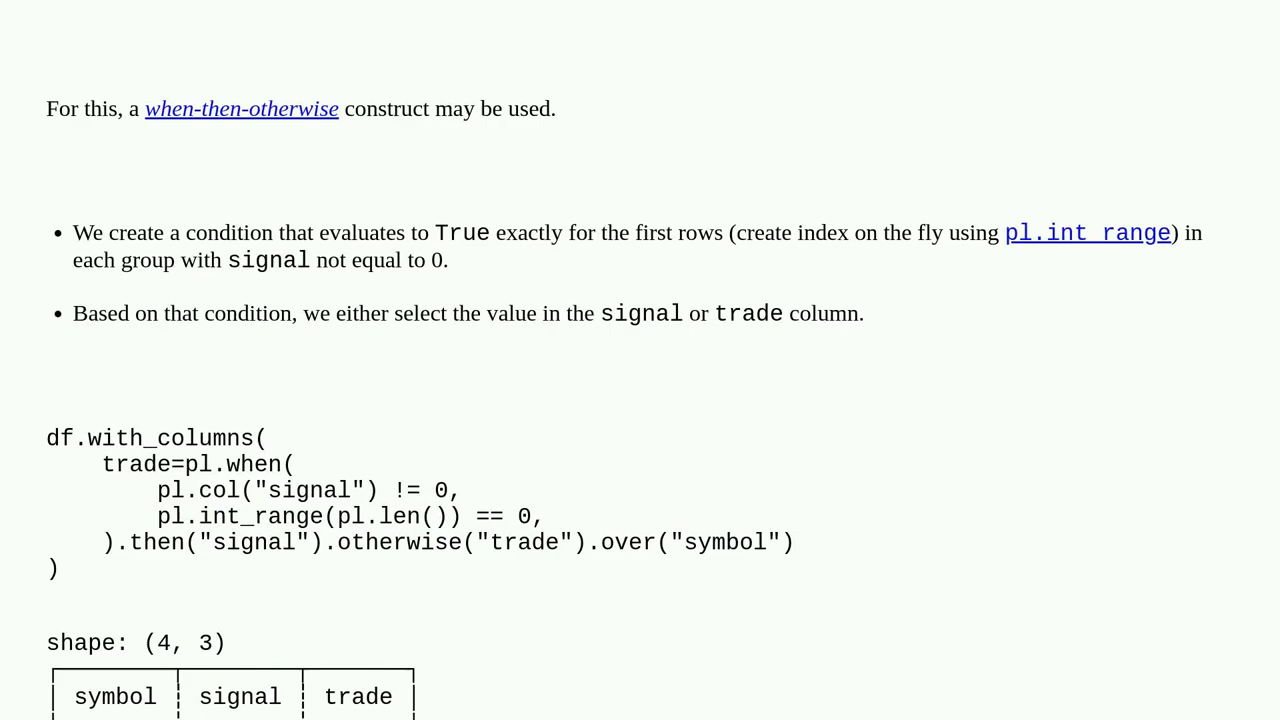 For this, a when-then-otherwise construct may be used.
• We create a condition that evaluates to True exactly for the first rows (create index on the fly using pl.int_range) in
each group with signal not equal to 0.
• Based on that condition, we either select the value in the signal or trade column.
df.with_columns(
    trade=pl.when(
        pl.col("signal") != 0,
        pl.int_range(pl.len()) == 0,
    ).then("signal").otherwise("trade").over("symbol")
)
shape: (4, 3)
┌────────┬────────┬───────┐
│ symbol ┆ signal ┆ trade │